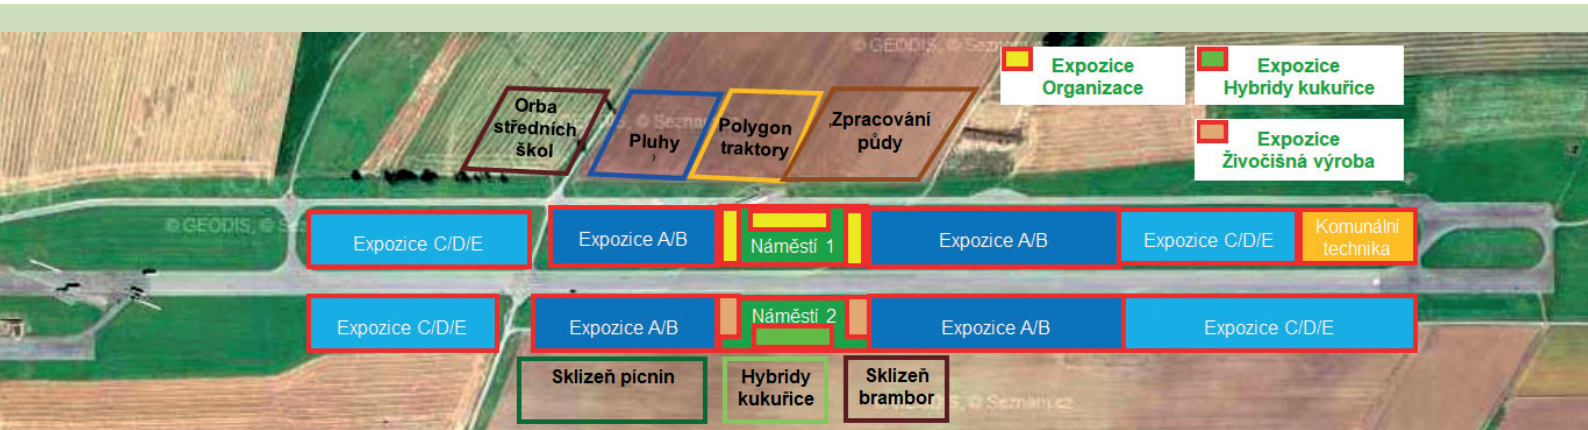 © GEODIS, © Seznam.cz
Expozice
Organizace
Expozice
Hybridy kukuřice
Expozice
Živočišná výroba
Orba
středních
škol
Pluhy
Polygon
traktory
Zpracování
půdy
© GEODIS, ©
Expozice C/D/E
Expozice A/B
Náměstí 1
Expozice A/B
Expozice C/D/E
Komunální
technika
Expozice C/D/E
Expozice A/B
Náměstí 2
Expozice A/B
Expozice C/D/E
Sklizeň pícnin
Hybridy
kukuřice
Sklizeň
brambor
© Seznam.cz